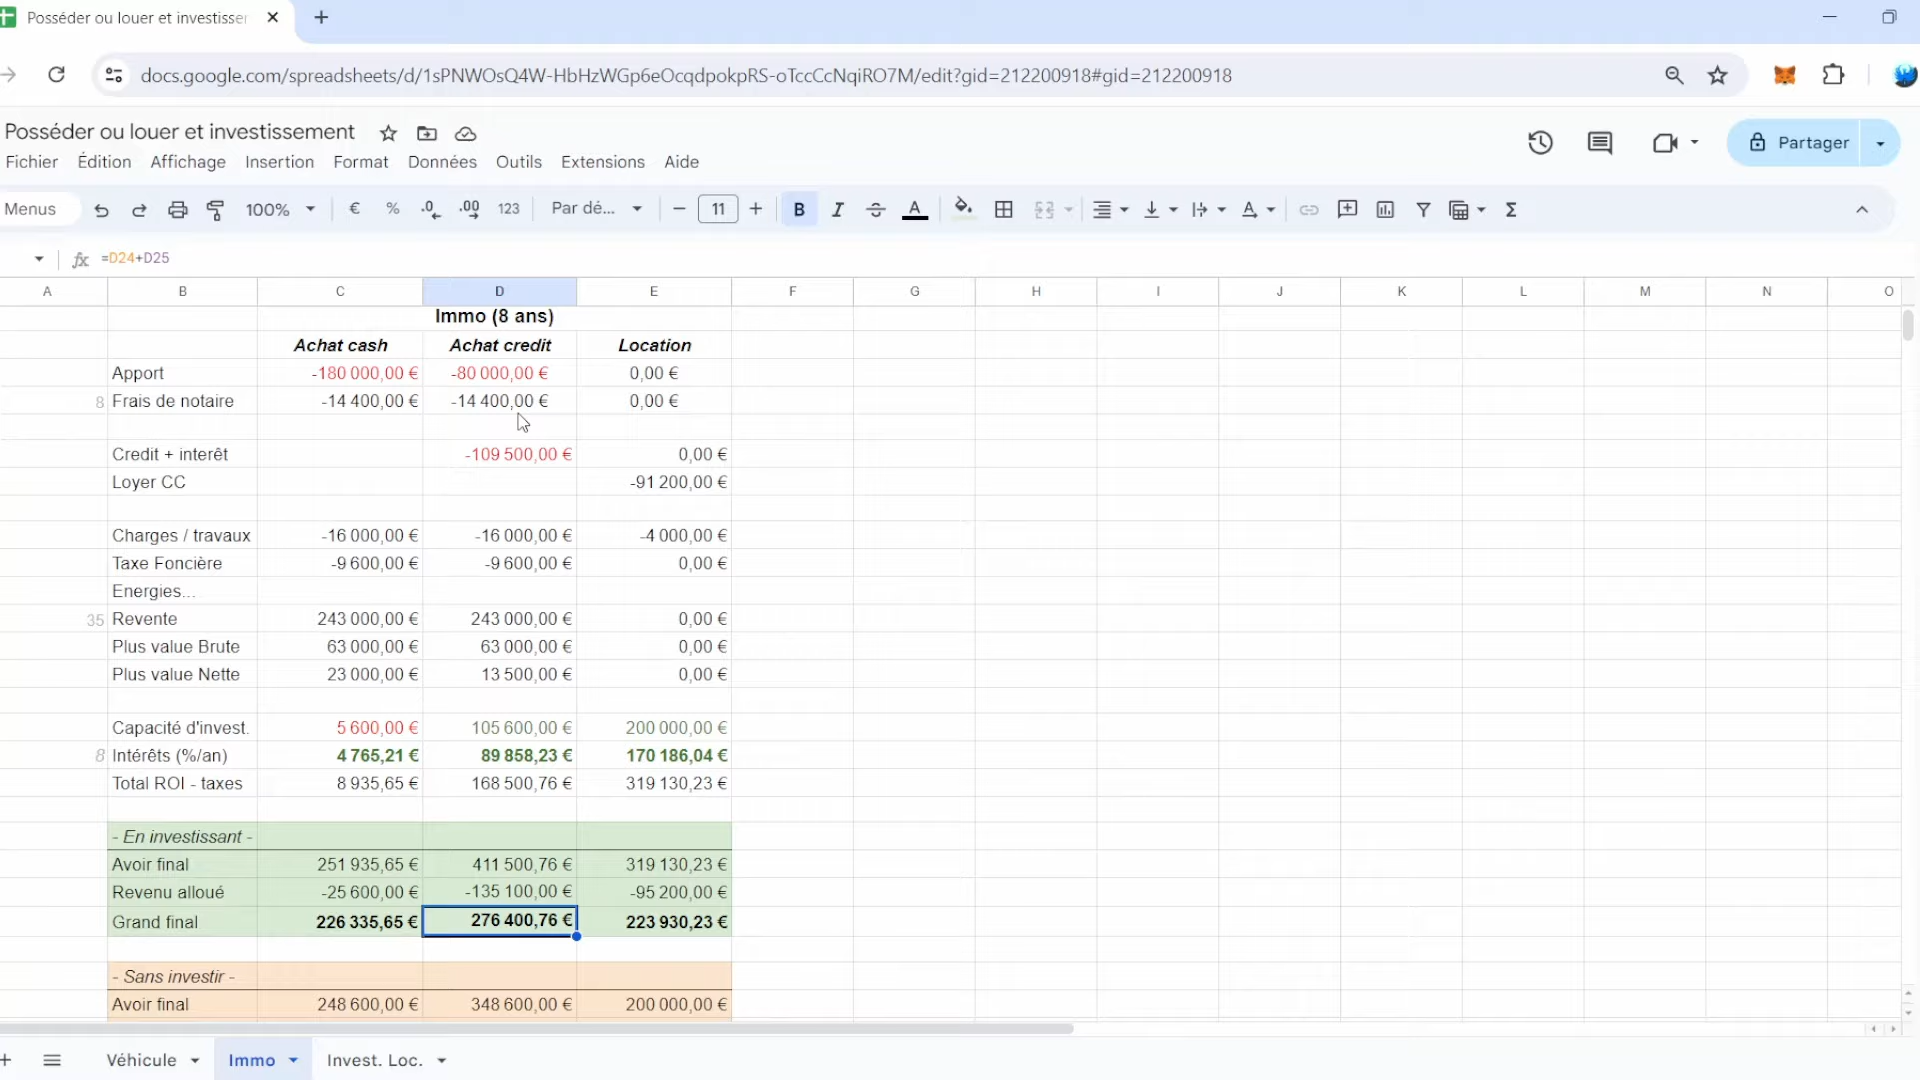 Posséder ou louer et investisse
docs.google.com/spreadsheets/d/1sPNWOsQ4W-HbHzWGp6eOcqdpokpRS-oTccCcNqiRO7M/edit?gid=212200918#gid=212200918
Posséder ou louer et investissement
Fichier Édition Affichage Insertion Format Données Outils Extensions Aide
Partager
Menus 100% € % .0 .00 123 Par dé... 11 B I A Σ
fx =D24+D25
A B C D E F G H I J K L M N O
Immo (8 ans)
Achat cash Achat credit Location
Apport -180 000,00 € -80 000,00 € 0,00 €
8 Frais de notaire -14 400,00 € -14 400,00 € 0,00 €
Credit + interêt -109 500,00 € 0,00 €
Loyer CC -91 200,00 €
Charges / travaux -16 000,00 € -16 000,00 € -4 000,00 €
Taxe Foncière -9 600,00 € -9 600,00 € 0,00 €
Energies...
35 Revente 243 000,00 € 243 000,00 € 0,00 €
Plus value Brute 63 000,00 € 63 000,00 € 0,00 €
Plus value Nette 23 000,00 € 13 500,00 € 0,00 €
Capacité d'invest. 5 600,00 € 105 600,00 € 200 000,00 €
8 Intérêts (%/an) 4 765,21 € 89 858,23 € 170 186,04 €
Total ROI - taxes 8 935,65 € 168 500,76 € 319 130,23 €
- En investissant -
Avoir final 251 935,65 € 411 500,76 € 319 130,23 €
Revenu alloué -25 600,00 € -135 100,00 € -95 200,00 €
Grand final 226 335,65 € 276 400,76 € 223 930,23 €
- Sans investir -
Avoir final 248 600,00 € 348 600,00 € 200 000,00 €
Véhicule Immo Invest. Loc.